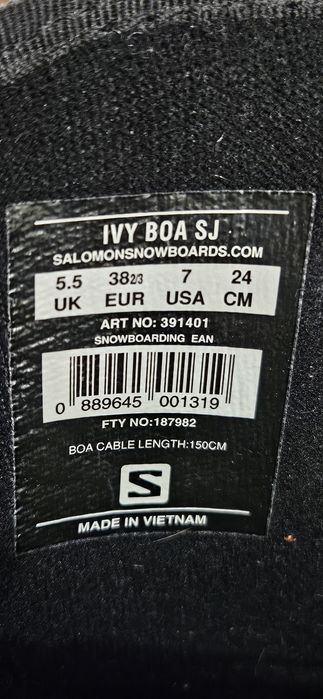 IVY BOA SJ
SALOMONSNOWBOARDS.COM
5.5 38 2/3 7 24
UK EUR USA CM
ART NO: 391401
SNOWBOARDING EAN
0 889645 001319
FTY NO:187982
BOA CABLE LENGTH:150CM
S
MADE IN VIETNAM